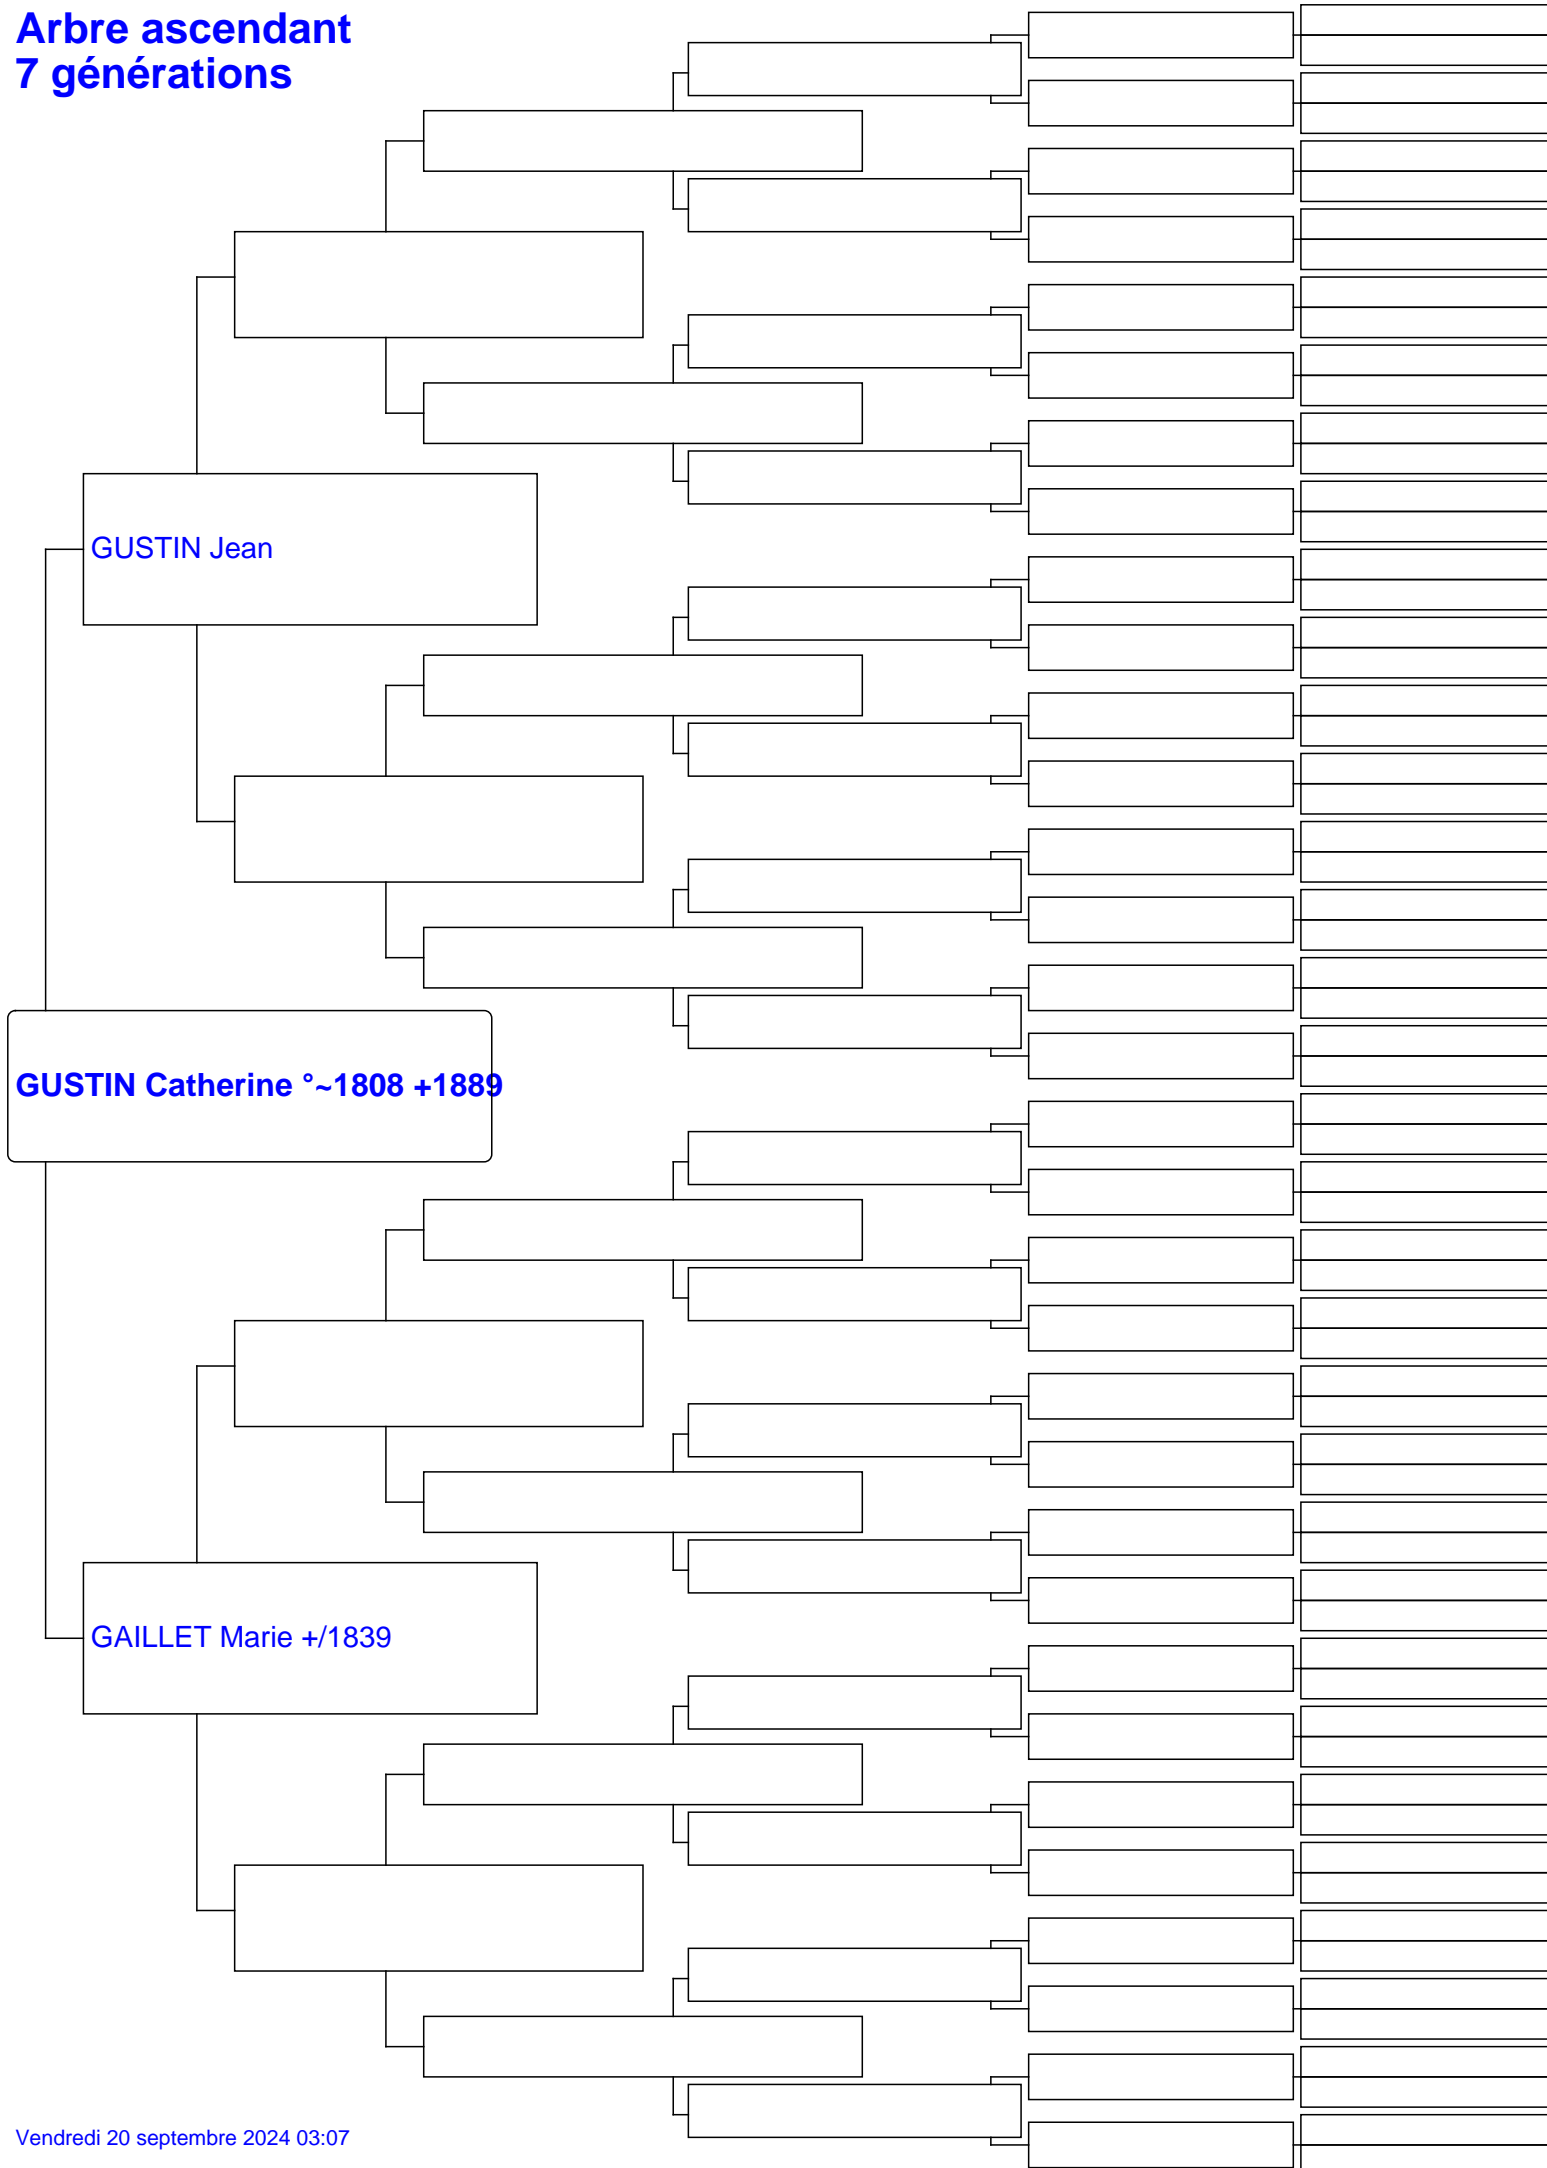 Arbre ascendant
7 générations
GUSTIN Jean
GUSTIN Catherine °~1808 +1889
GAILLET Marie +/1839
Vendredi 20 septembre 2024 03:07